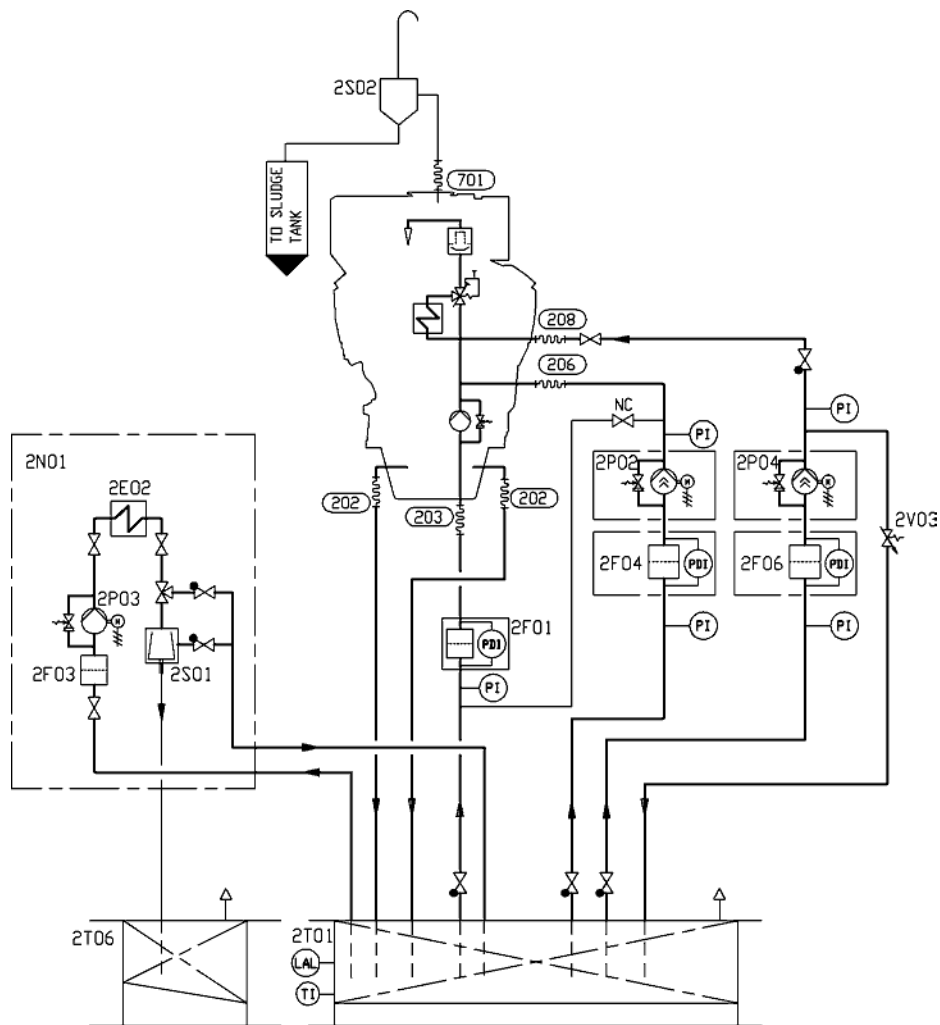 2S02
TO SLUDGE
TANK
701
T
208
206
NC
PI
PI
2N01
2E02
2P02
M
2P04
M
202
203
202
2V03
2P03
M
2F04
PDI
2F06
PDI
2F01
PDI
PI
PI
2F03
2S01
PI
2T06
2T01
LAL
TI